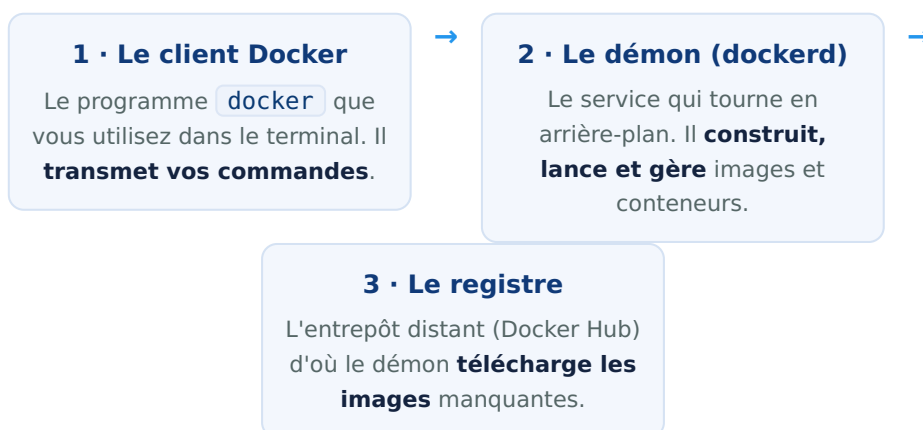 1 · Le client Docker
Le programme docker que
vous utilisez dans le terminal. Il
transmet vos commandes.
→
2 · Le démon (dockerd)
Le service qui tourne en
arrière-plan. Il construit,
lance et gère images et
conteneurs.
→
3 · Le registre
L'entrepôt distant (Docker Hub)
d'où le démon télécharge les
images manquantes.